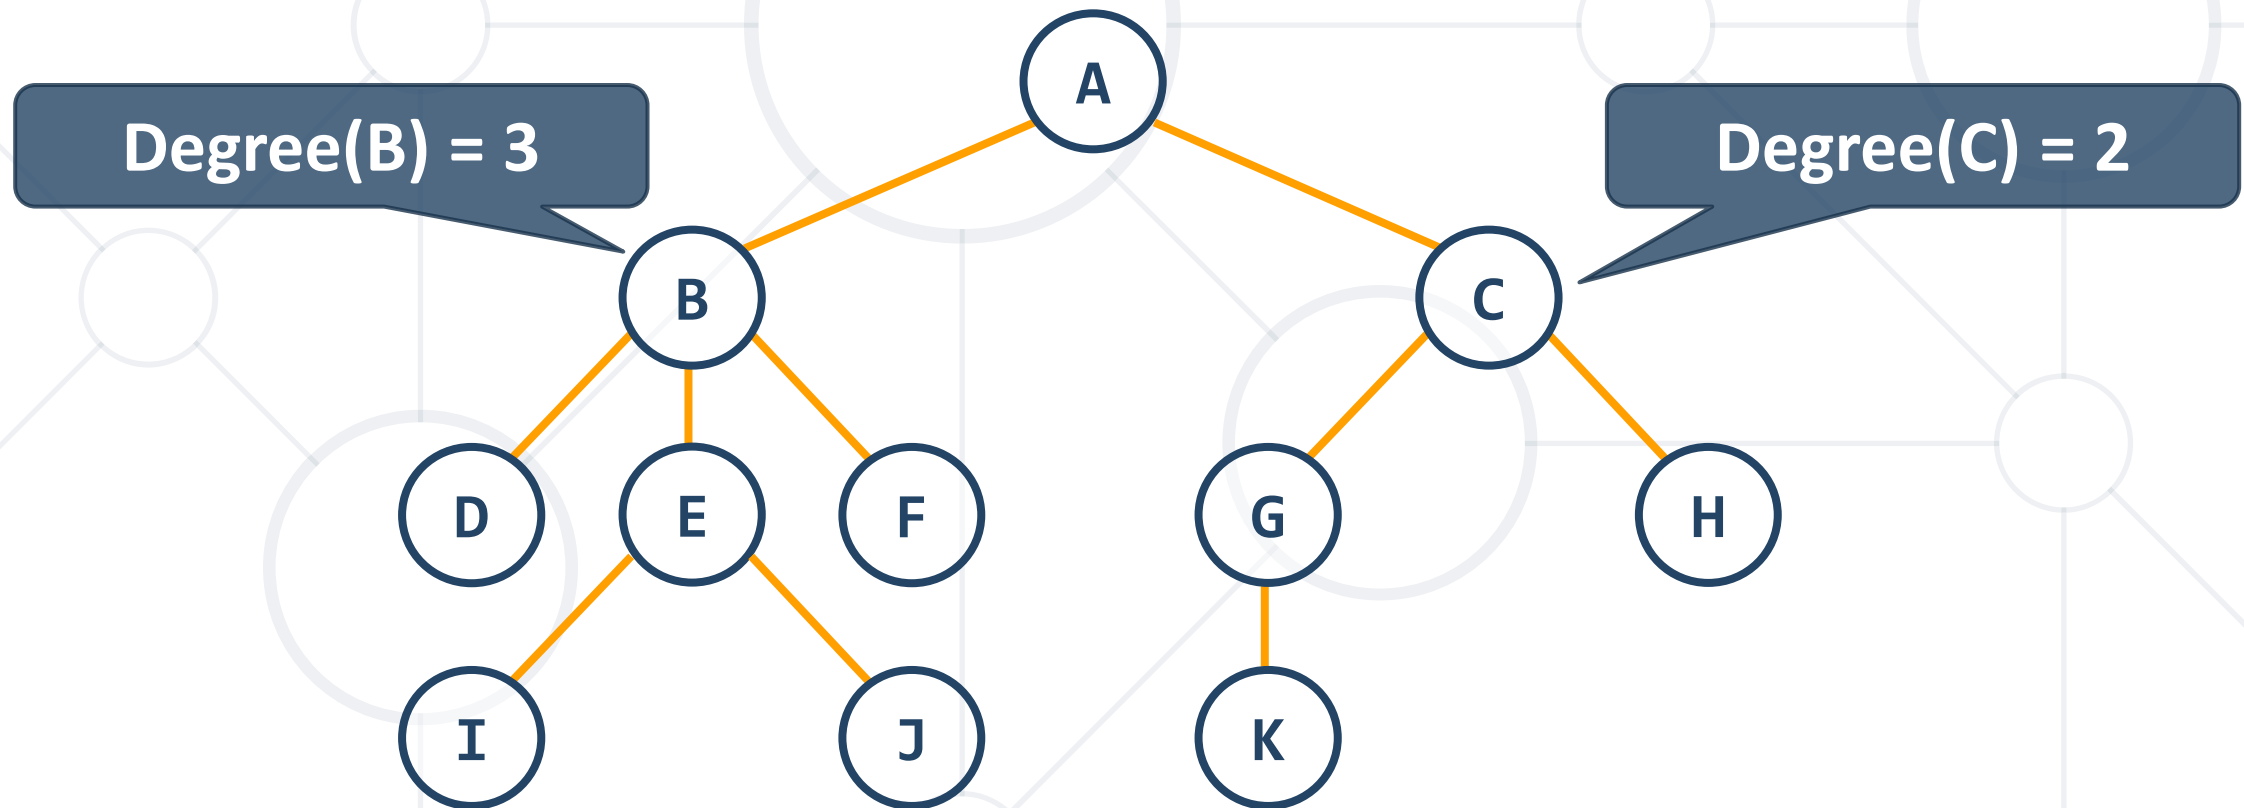 A
Degree(B) = 3
Degree(C) = 2
B
C
D
E
F
G
H
I
J
K